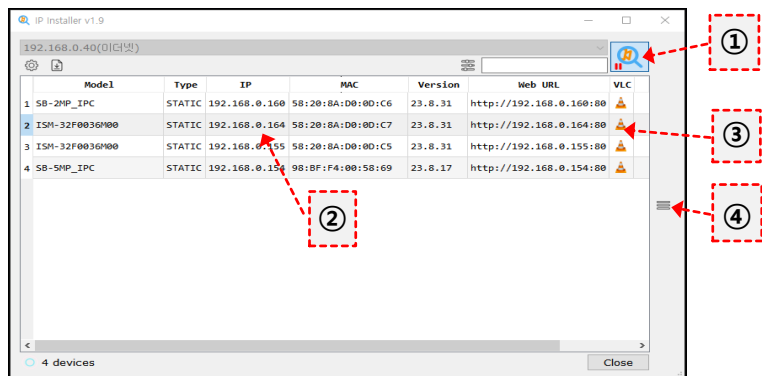 IP Installer v1.9
①
192.168.0.40(이더넷)
Model Type IP MAC Version Web URL VLC
1 SB-2MP_IPC STATIC 192.168.0.160 58:20:8A:D0:0D:C6 23.8.31 http://192.168.0.160:80
2 ISM-32F0036M00 STATIC 192.168.0.164 58:20:8A:D0:0D:C7 23.8.31 http://192.168.0.164:80
③
3 ISM-32F0036M00 STATIC 192.168.0.155 58:20:8A:D0:0D:C5 23.8.31 http://192.168.0.155:80
4 SB-5MP_IPC STATIC 192.168.0.154 98:BF:F4:00:58:69 23.8.17 http://192.168.0.154:80
②
④
4 devices
Close